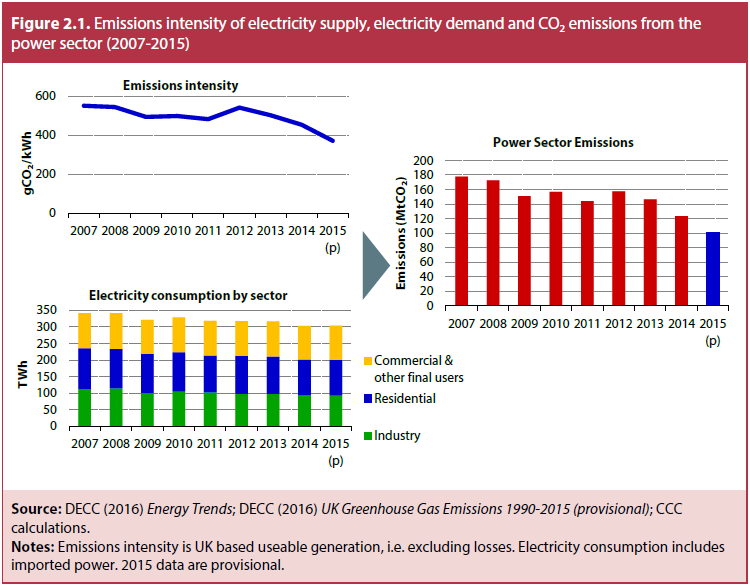 Figure 2.1. Emissions intensity of electricity supply, electricity demand and CO₂ emissions from the
power sector (2007-2015)
Emissions intensity
gCO₂/kWh
600
400
200
0
2007 2008 2009 2010 2011 2012 2013 2014 2015
(p)
Electricity consumption by sector
TWh
350
300
250
200
150
100
50
0
2007 2008 2009 2010 2011 2012 2013 2014 2015
(p)
Commercial &
other final users
Residential
Industry
Power Sector Emissions
Emissions (MtCO₂)
200
180
160
140
120
100
80
60
40
20
0
2007 2008 2009 2010 2011 2012 2013 2014 2015
(p)
Source: DECC (2016) Energy Trends; DECC (2016) UK Greenhouse Gas Emissions 1990-2015 (provisional); CCC
calculations.
Notes: Emissions intensity is UK based useable generation, i.e. excluding losses. Electricity consumption includes
imported power. 2015 data are provisional.